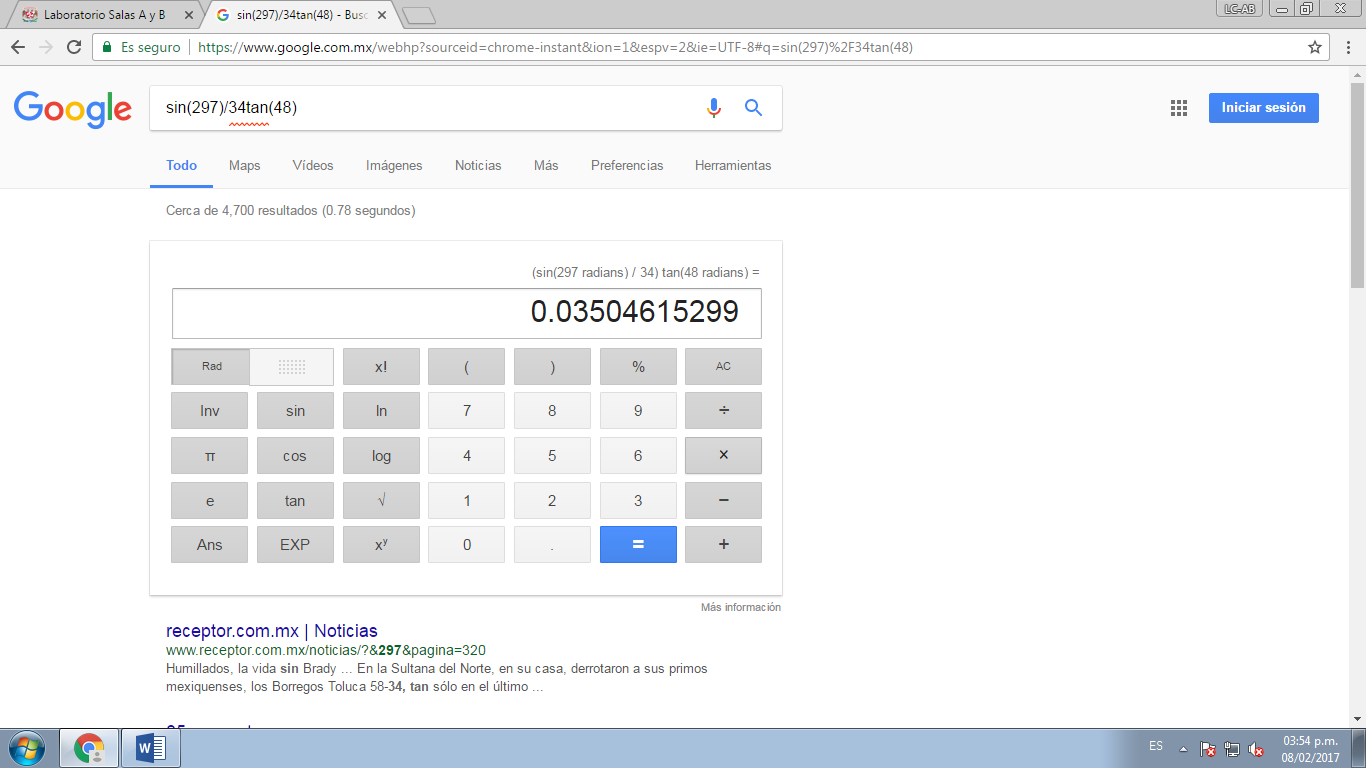 Laboratorio Salas A y B
sin(297)/34tan(48) - Busc
LC-AB
Es seguro
https://www.google.com.mx/webhp?sourceid=chrome-instant&ion=1&espv=2&ie=UTF-8#q=sin(297)%2F34tan(48)
Google
sin(297)/34tan(48)
Iniciar sesión
Todo Maps Vídeos Imágenes Noticias Más Preferencias Herramientas
Cerca de 4,700 resultados (0.78 segundos)
(sin(297 radians) / 34) tan(48 radians) =
0.03504615299
Rad x! ( ) % AC
Inv sin ln 7 8 9 ÷
π cos log 4 5 6 ×
e tan √ 1 2 3 −
Ans EXP xʸ 0 . = +
Más información
receptor.com.mx | Noticias
www.receptor.com.mx/noticias/?&297&pagina=320
Humillados, la vida sin Brady ... En la Sultana del Norte, en su casa, derrotaron a sus primos
mexiquenses, los Borregos Toluca 58-34, tan sólo en el último ...
ES
03:54 p.m.
08/02/2017